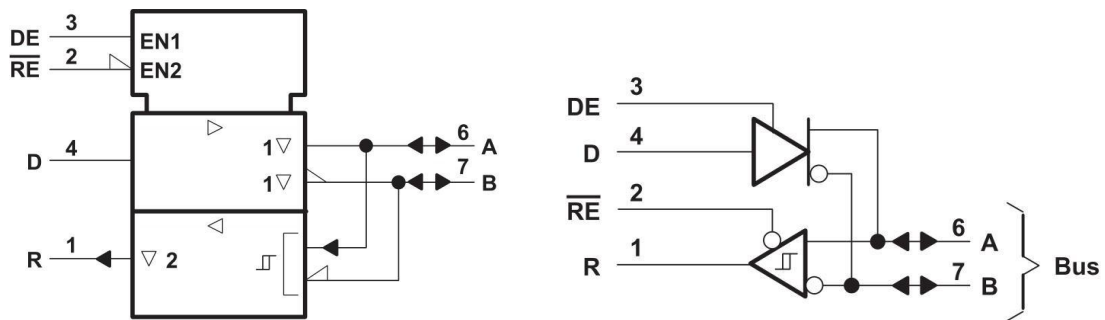 DE 3 EN1
RE 2 EN2
D 4 1 ▽ 6 A
1 ▽ 7 B
R 1 ▽ 2
DE 3
D 4
RE 2
R 1
6 A
7 B
Bus